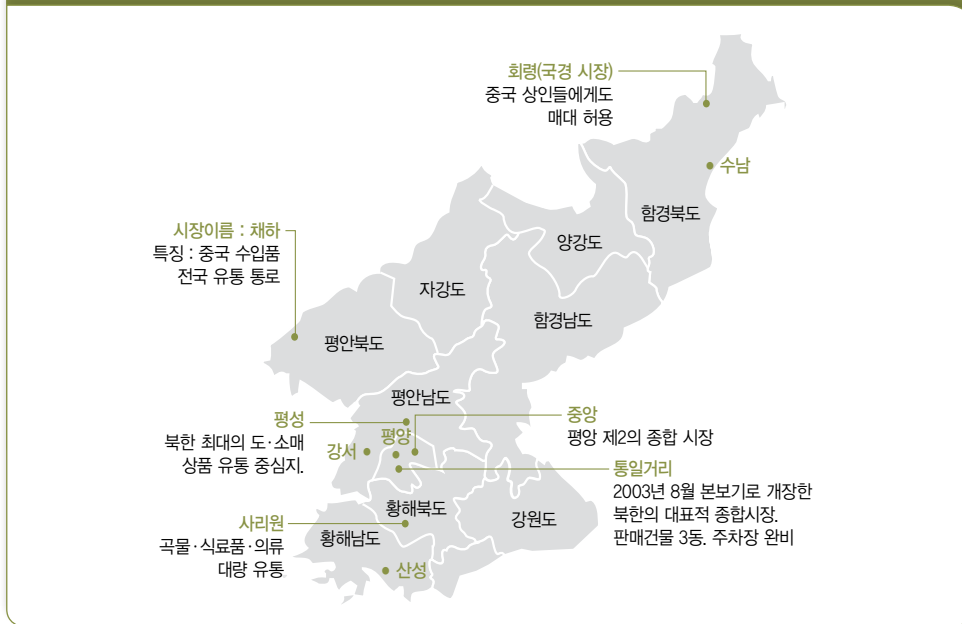 회령(국경 시장)
중국 상인들에게도
매대 허용
수남
함경북도
양강도
시장이름 : 채하
특징 : 중국 수입품
전국 유통 통로
자강도
함경남도
평안북도
평안남도
평성
북한 최대의 도·소매
상품 유통 중심지.
강서
평양
중앙
평양 제2의 종합 시장
통일거리
2003년 8월 본보기로 개장한
북한의 대표적 종합시장.
판매건물 3동. 주차장 완비
황해북도
강원도
사리원
곡물·식료품·의류
대량 유통
황해남도
산성